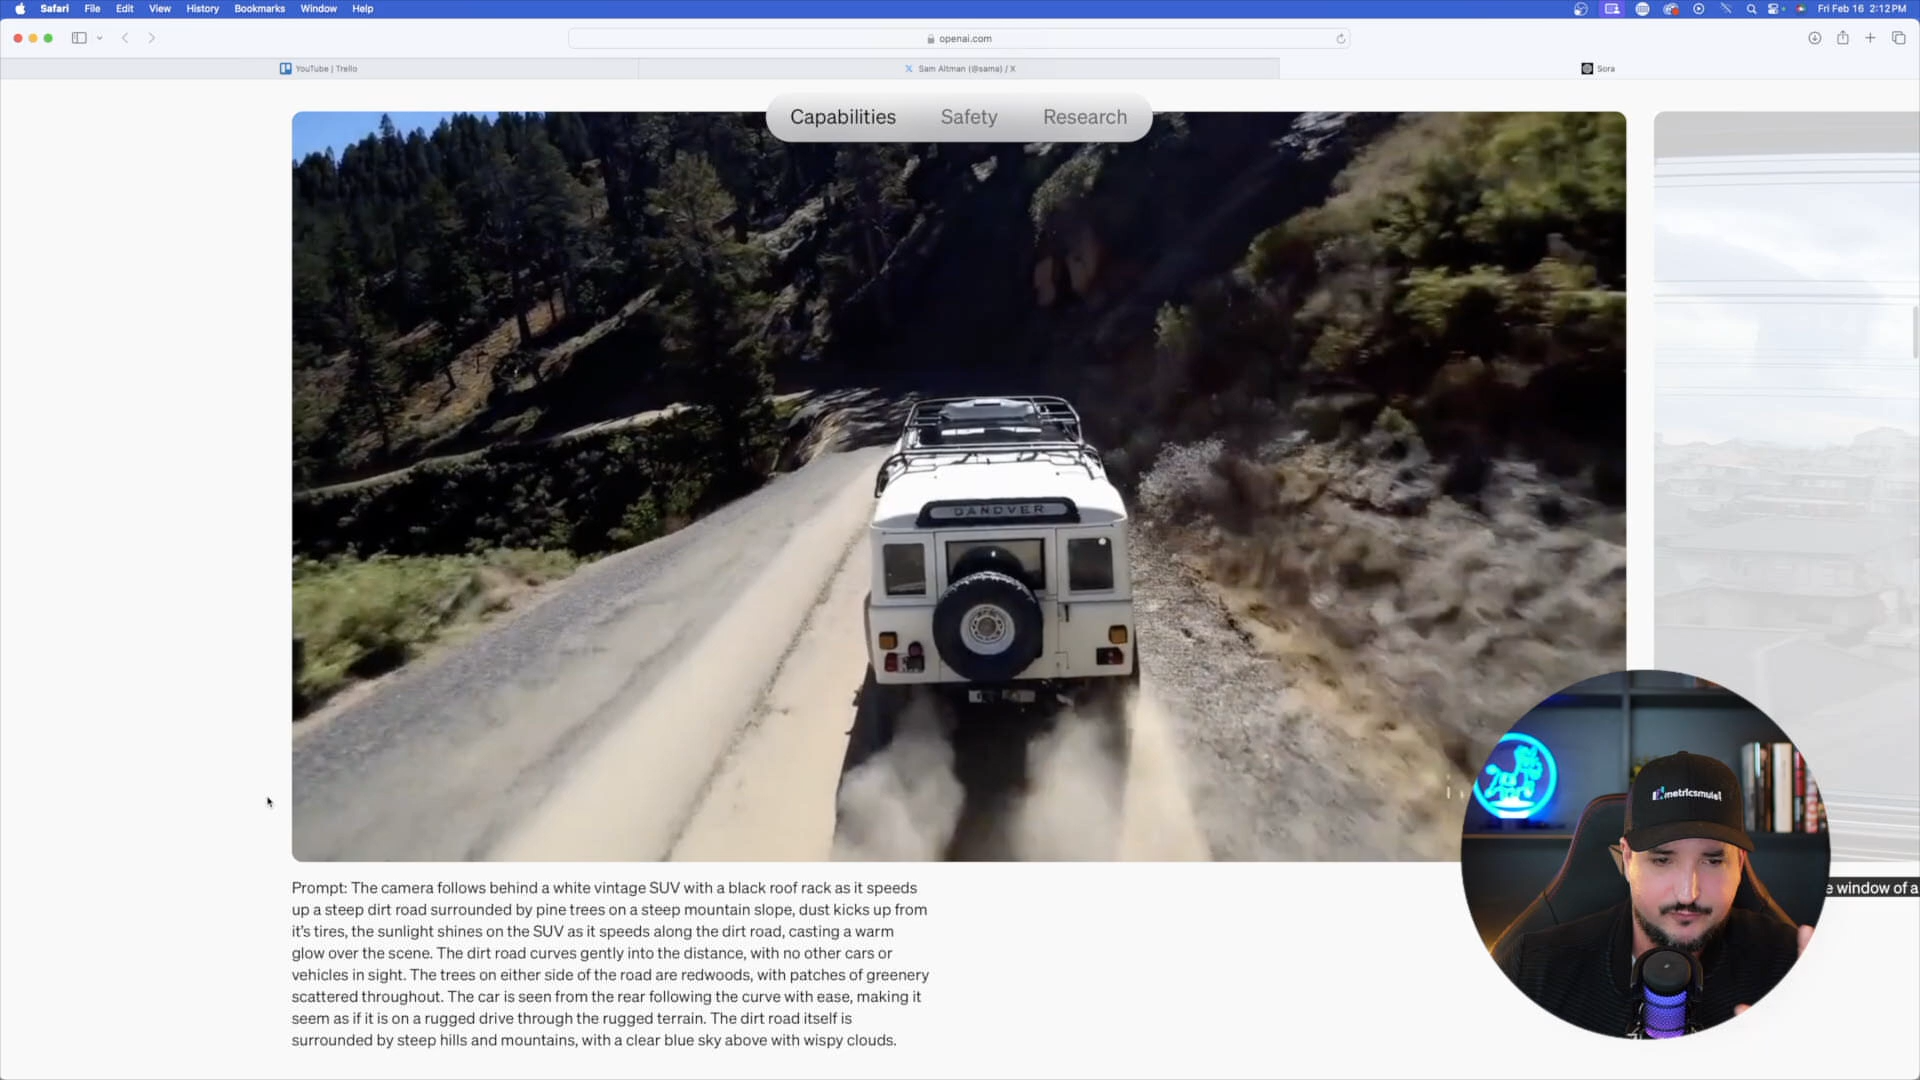 Safari File Edit View History Bookmarks Window Help
Fri Feb 16 2:12 PM
openai.com
YouTube | Trello
Sam Altman (@sama) / X
Sora
Capabilities Safety Research
DANDVER
Prompt: The camera follows behind a white vintage SUV with a black roof rack as it speeds
up a steep dirt road surrounded by pine trees on a steep mountain slope, dust kicks up from
it's tires, the sunlight shines on the SUV as it speeds along the dirt road, casting a warm
glow over the scene. The dirt road curves gently into the distance, with no other cars or
vehicles in sight. The trees on either side of the road are redwoods, with patches of greenery
scattered throughout. The car is seen from the rear following the curve with ease, making it
seem as if it is on a rugged drive through the rugged terrain. The dirt road itself is
surrounded by steep hills and mountains, with a clear blue sky above with wispy clouds.
e window of a
metricsmule